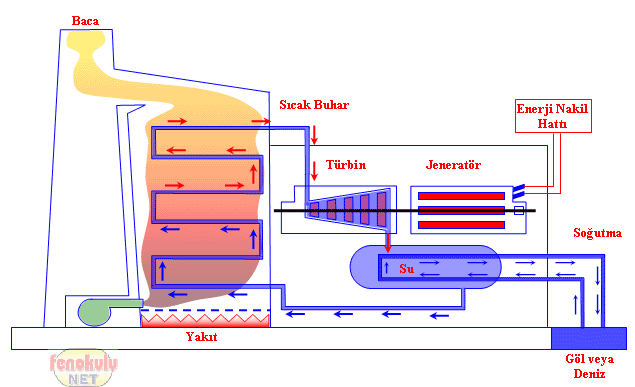 Baca
Sıcak Buhar
Enerji Nakil
Hattı
Türbin
Jeneratör
Soğutma
Su
Yakıt
Göl veya
Deniz
fenokulu
NET